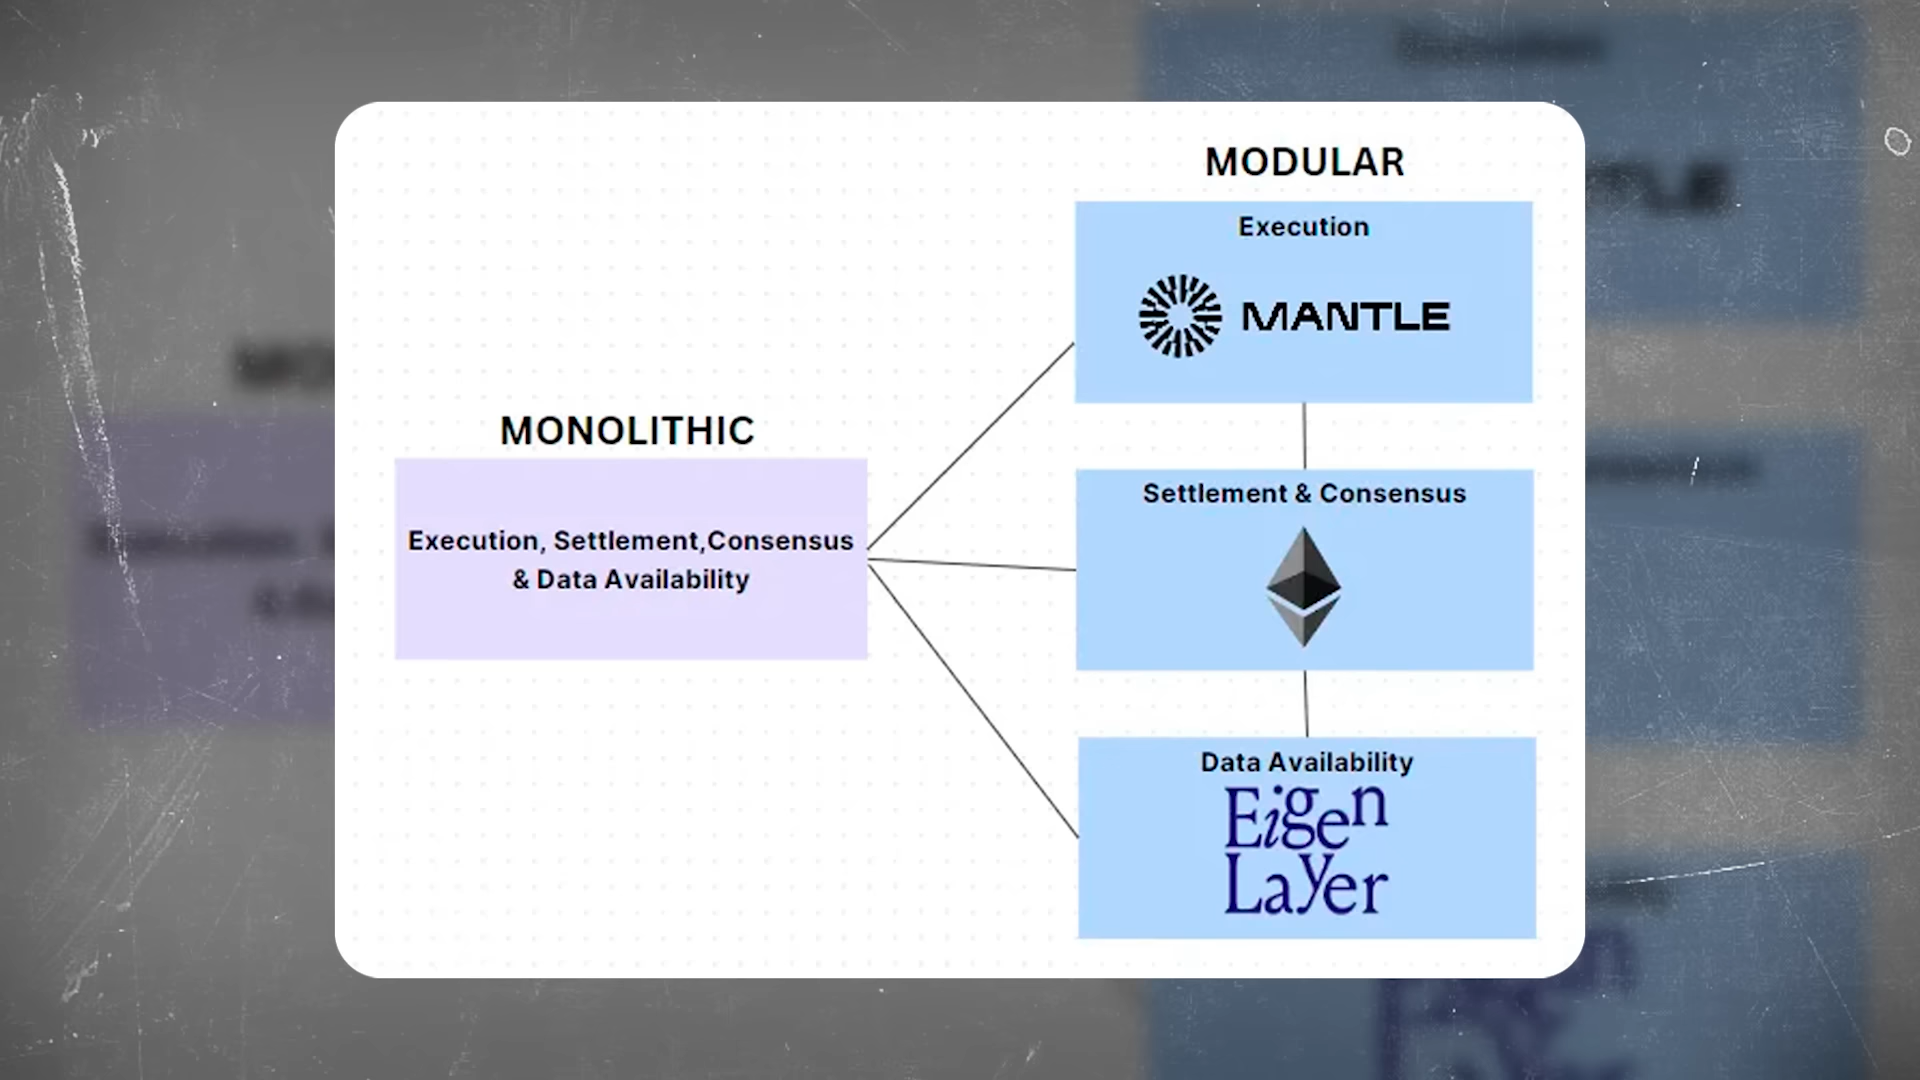 MODULAR
Execution
MANTLE
MONOLITHIC
Execution, Settlement,Consensus
& Data Availability
Settlement & Consensus
Data Availability
Eigen
Layer